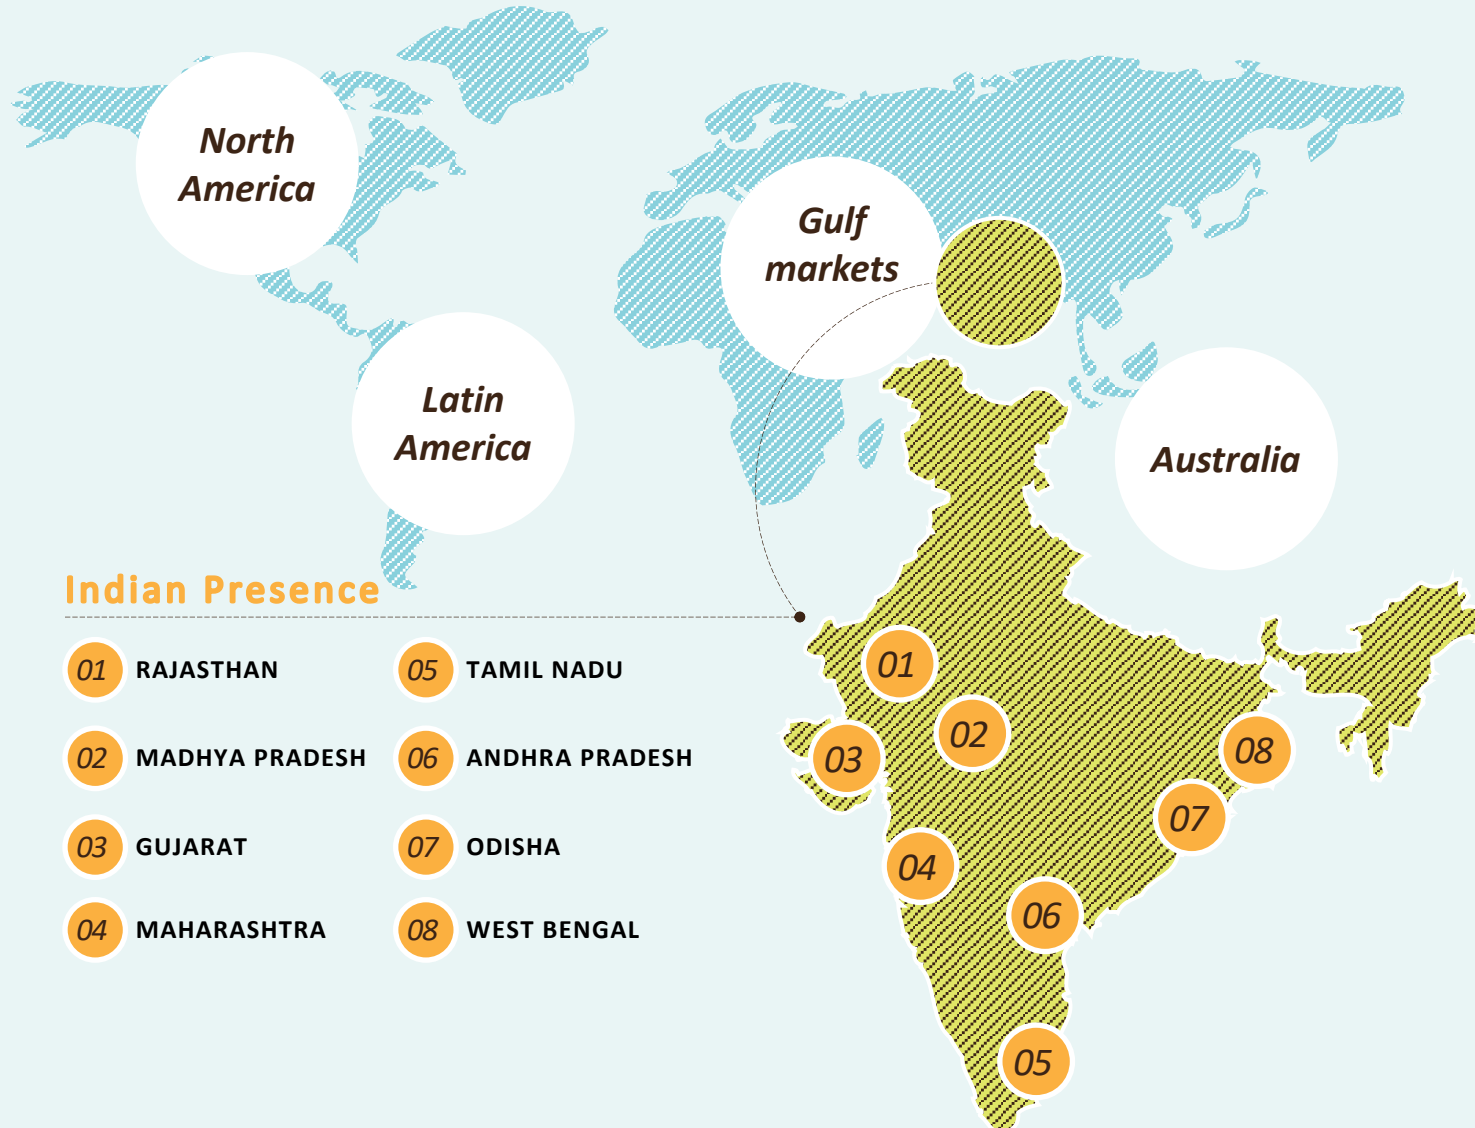 North
America
Gulf
markets
Latin
America
Australia
Indian Presence
01 RAJASTHAN
02 MADHYA PRADESH
03 GUJARAT
04 MAHARASHTRA
05 TAMIL NADU
06 ANDHRA PRADESH
07 ODISHA
08 WEST BENGAL
01
02
03
08
07
04
06
05